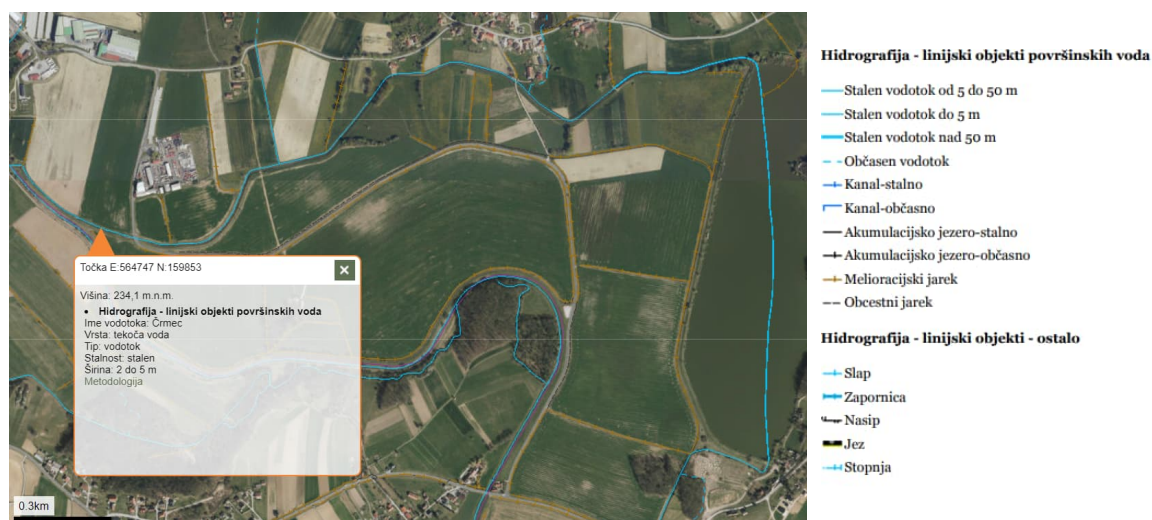 Točka E:564747 N:159853
Višina: 234,1 m.n.m.
• Hidrografija - linijski objekti površinskih voda
Ime vodotoka: Črmec
Vrsta: tekoča voda
Tip: vodotok
Stalnost: stalen
Širina: 2 do 5 m
Metodologija
0.3km
Hidrografija - linijski objekti površinskih voda
Stalen vodotok od 5 do 50 m
Stalen vodotok do 5 m
Stalen vodotok nad 50 m
Občasen vodotok
Kanal-stalno
Kanal-občasno
Akumulacijsko jezero-stalno
Akumulacijsko jezero-občasno
Melioracijski jarek
Obcestni jarek
Hidrografija - linijski objekti - ostalo
Slap
Zapornica
Nasip
Jez
Stopnja